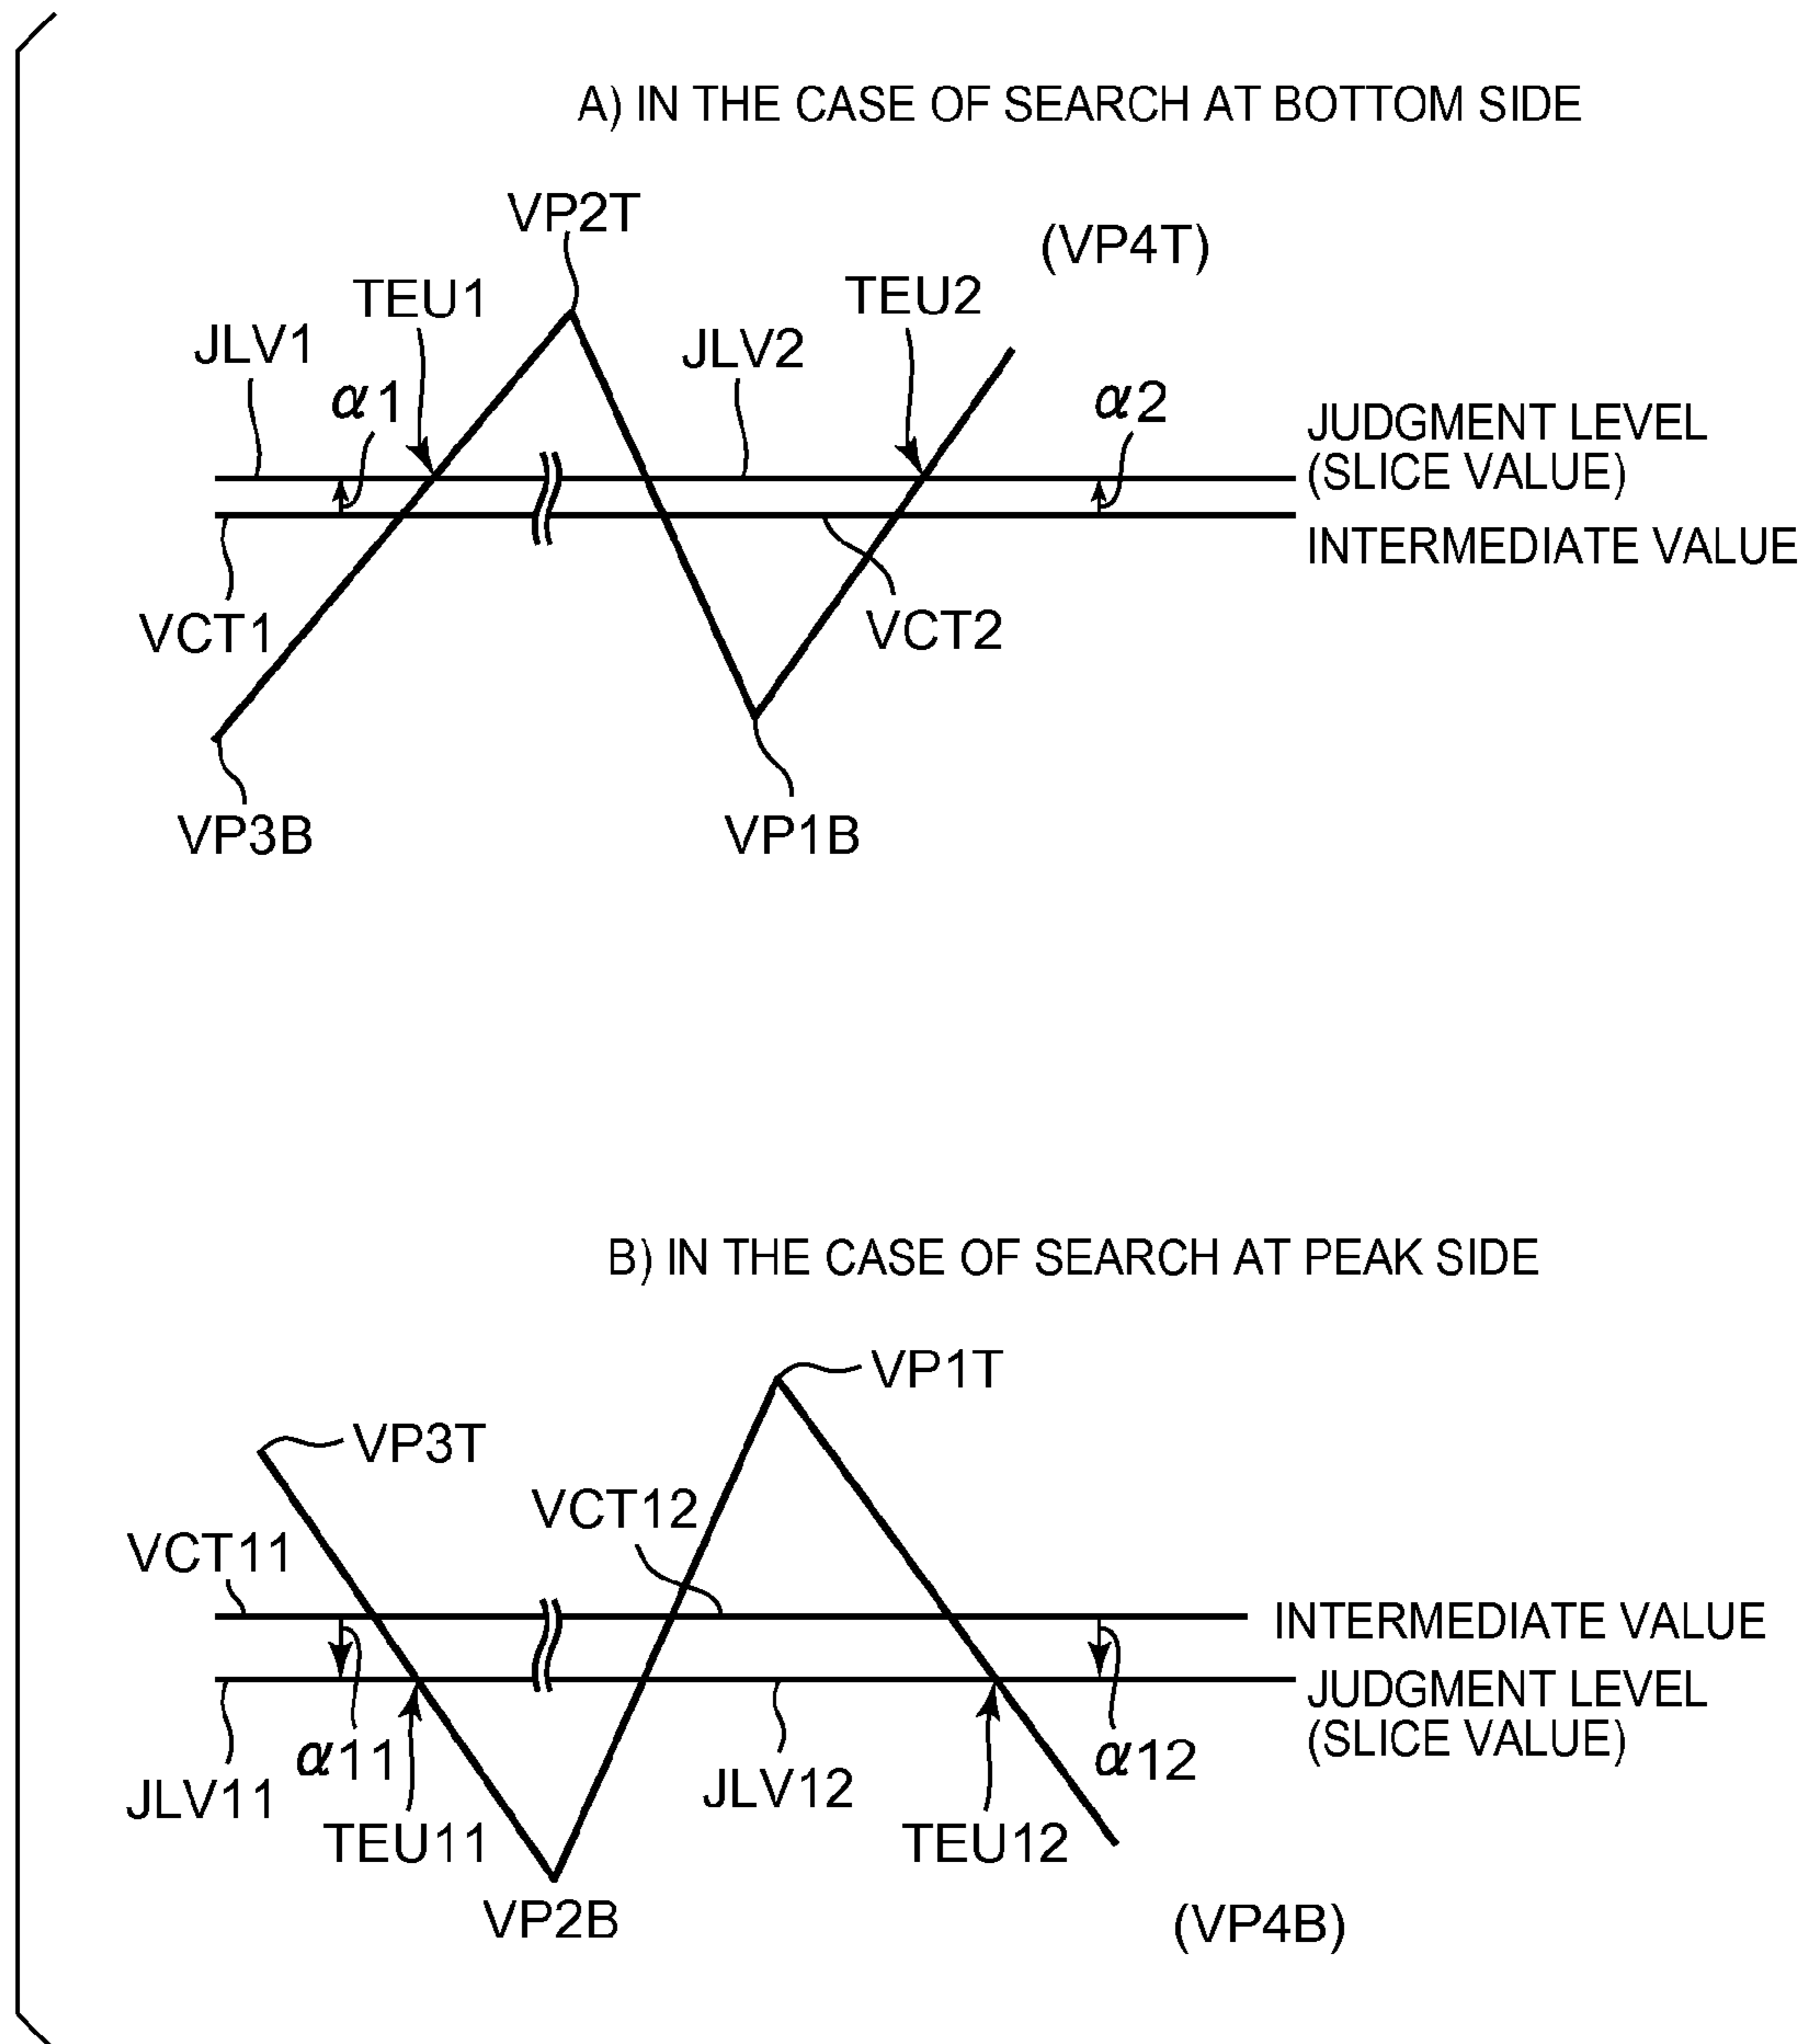 A) IN THE CASE OF SEARCH AT BOTTOM SIDE
VP2T
(VP4T)
TEU1
TEU2
JLV1
JLV2
α1
α2
JUDGMENT LEVEL
(SLICE VALUE)
INTERMEDIATE VALUE
VCT1
VCT2
VP3B
VP1B
B) IN THE CASE OF SEARCH AT PEAK SIDE
VP1T
VP3T
VCT12
VCT11
INTERMEDIATE VALUE
JUDGMENT LEVEL
(SLICE VALUE)
α11
α12
JLV11
JLV12
TEU11
TEU12
VP2B
(VP4B)